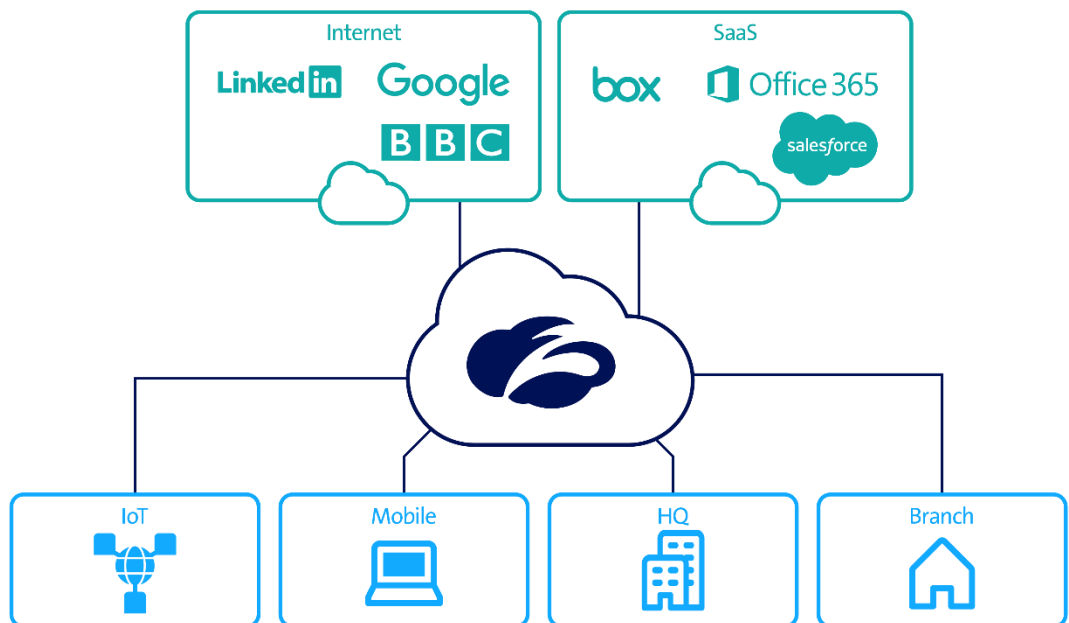 Internet
LinkedIn
Google
BBC
SaaS
box
Office 365
salesforce
IoT
Mobile
HQ
Branch